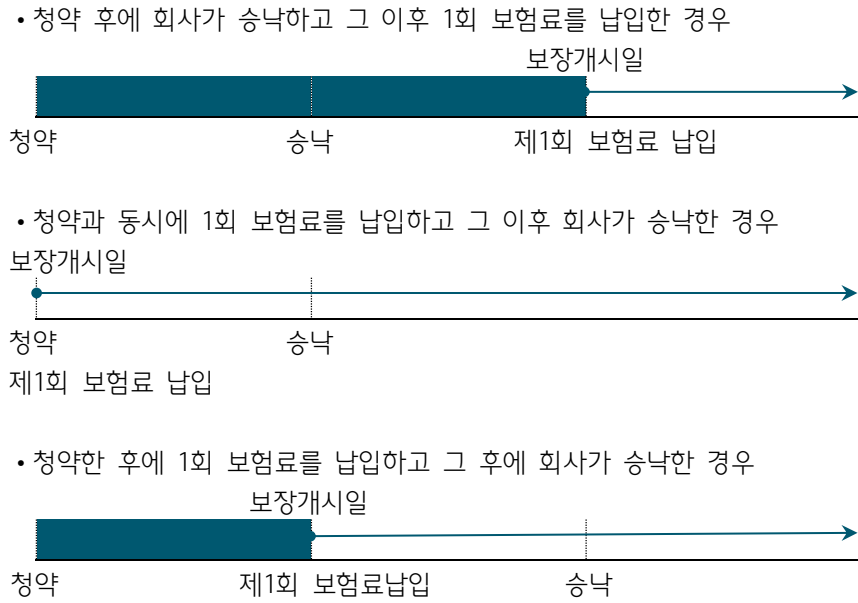 • 청약 후에 회사가 승낙하고 그 이후 1회 보험료를 납입한 경우
보장개시일
청약 승낙 제1회 보험료 납입
• 청약과 동시에 1회 보험료를 납입하고 그 이후 회사가 승낙한 경우
보장개시일
청약 승낙
제1회 보험료 납입
• 청약한 후에 1회 보험료를 납입하고 그 후에 회사가 승낙한 경우
보장개시일
청약 제1회 보험료납입 승낙